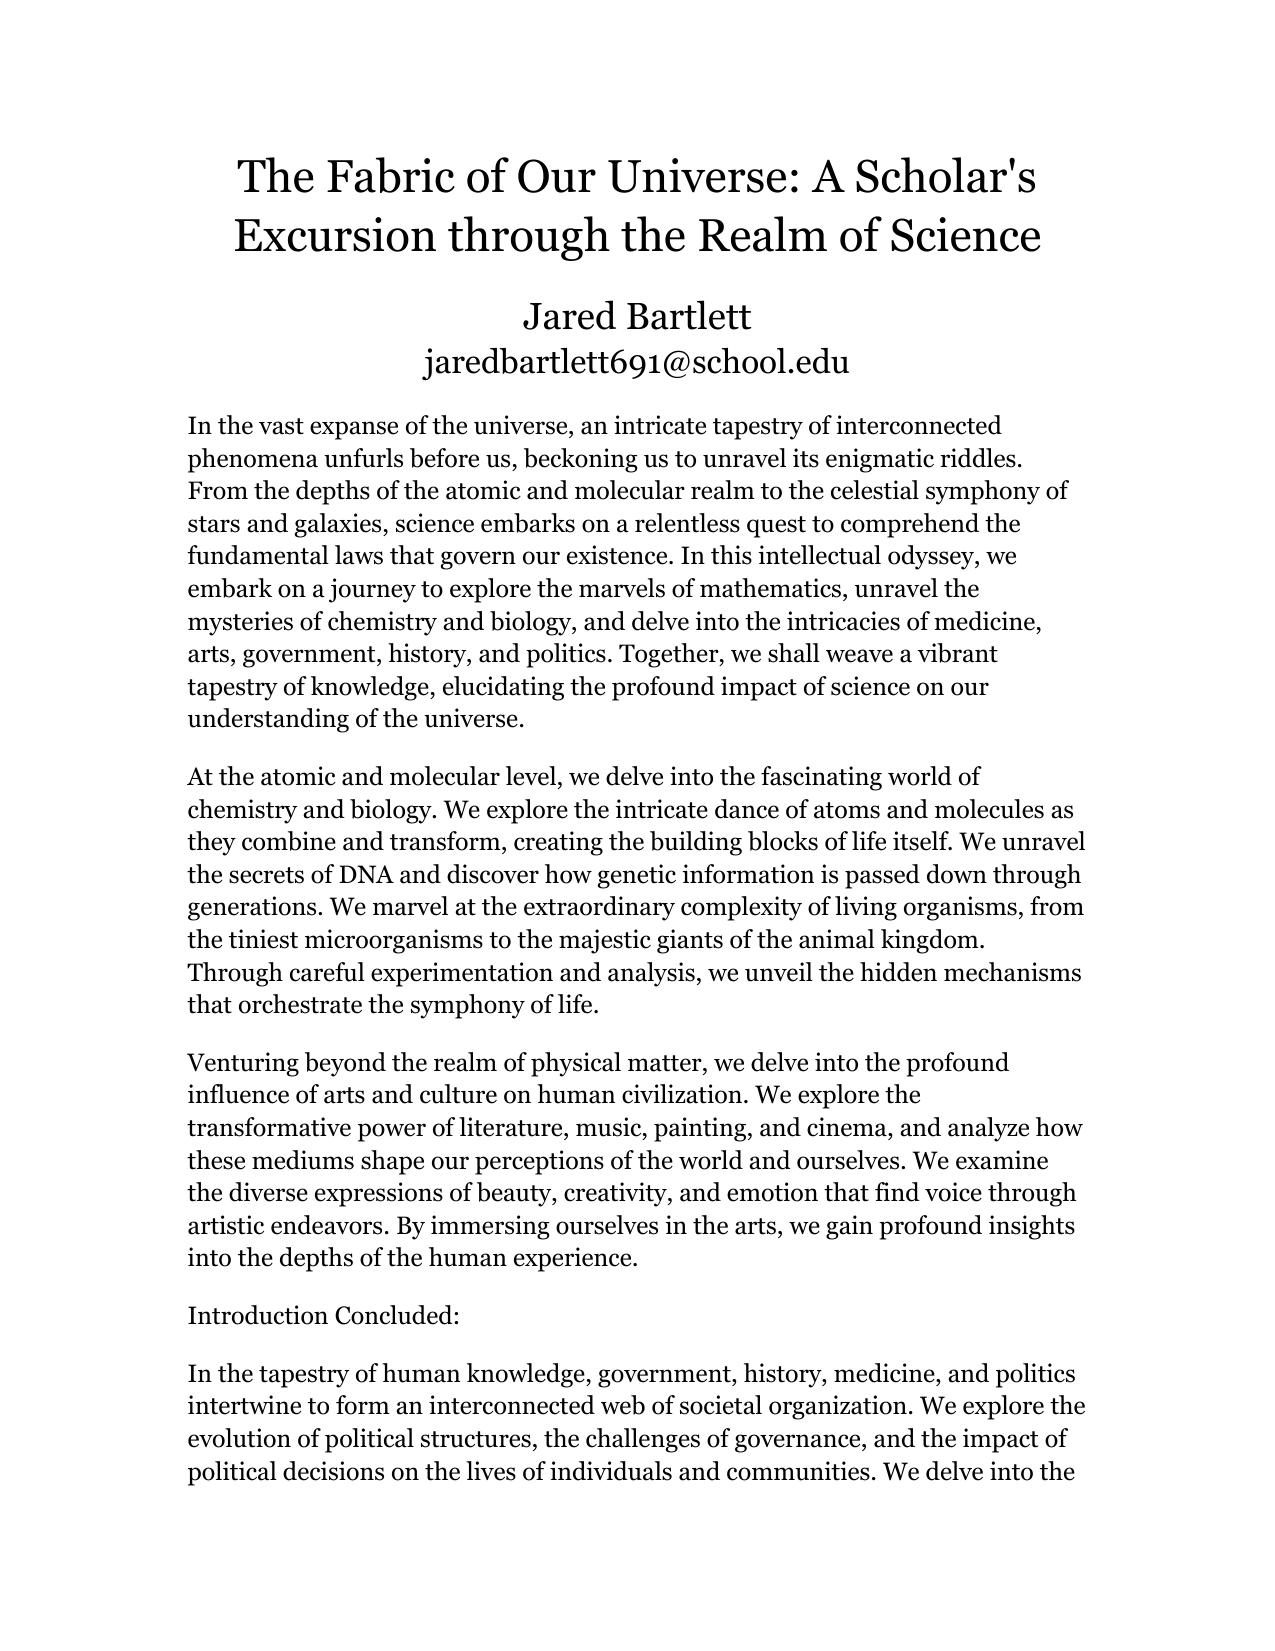 The Fabric of Our Universe: A Scholar's
Excursion through the Realm of Science
Jared Bartlett
jaredbartlett691@school.edu
In the vast expanse of the universe, an intricate tapestry of interconnected
phenomena unfurls before us, beckoning us to unravel its enigmatic riddles.
From the depths of the atomic and molecular realm to the celestial symphony of
stars and galaxies, science embarks on a relentless quest to comprehend the
fundamental laws that govern our existence. In this intellectual odyssey, we
embark on a journey to explore the marvels of mathematics, unravel the
mysteries of chemistry and biology, and delve into the intricacies of medicine,
arts, government, history, and politics. Together, we shall weave a vibrant
tapestry of knowledge, elucidating the profound impact of science on our
understanding of the universe.
At the atomic and molecular level, we delve into the fascinating world of
chemistry and biology. We explore the intricate dance of atoms and molecules as
they combine and transform, creating the building blocks of life itself. We unravel
the secrets of DNA and discover how genetic information is passed down through
generations. We marvel at the extraordinary complexity of living organisms, from
the tiniest microorganisms to the majestic giants of the animal kingdom.
Through careful experimentation and analysis, we unveil the hidden mechanisms
that orchestrate the symphony of life.
Venturing beyond the realm of physical matter, we delve into the profound
influence of arts and culture on human civilization. We explore the
transformative power of literature, music, painting, and cinema, and analyze how
these mediums shape our perceptions of the world and ourselves. We examine
the diverse expressions of beauty, creativity, and emotion that find voice through
artistic endeavors. By immersing ourselves in the arts, we gain profound insights
into the depths of the human experience.
Introduction Concluded:
In the tapestry of human knowledge, government, history, medicine, and politics
intertwine to form an interconnected web of societal organization. We explore the
evolution of political structures, the challenges of governance, and the impact of
political decisions on the lives of individuals and communities. We delve into the